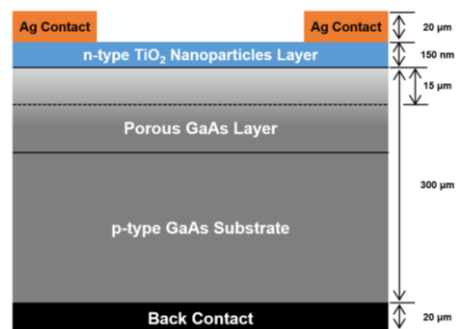 Ag Contact Ag Contact 20 µm
n-type TiO₂ Nanoparticles Layer 150 nm
15 µm
Porous GaAs Layer
300 µm
p-type GaAs Substrate
Back Contact 20 µm